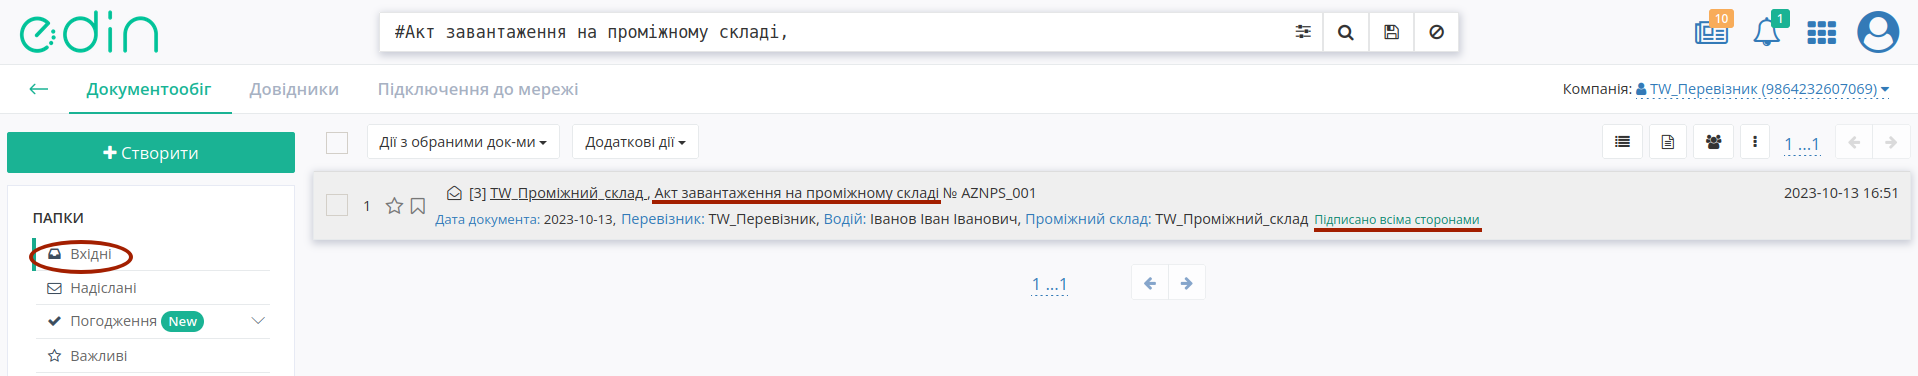 edin
#Акт завантаження на проміжному складі,
10
1
Документообіг Довідники Підключення до мережі
Компанія: TW_Перевізник (9864232607069)
Створити
Дії з обраними док-ми Додаткові дії 1 ...1
ПАПКИ
Вхідні
Надіслані
Погодження New
Важливі
1 [3] TW_Проміжний_склад , Акт завантаження на проміжному складі № AZNPS_001 2023-10-13 16:51
Дата документа: 2023-10-13, Перевізник: TW_Перевізник, Водій: Іванов Іван Іванович, Проміжний склад: TW_Проміжний_склад Підписано всіма сторонами
1 ...1